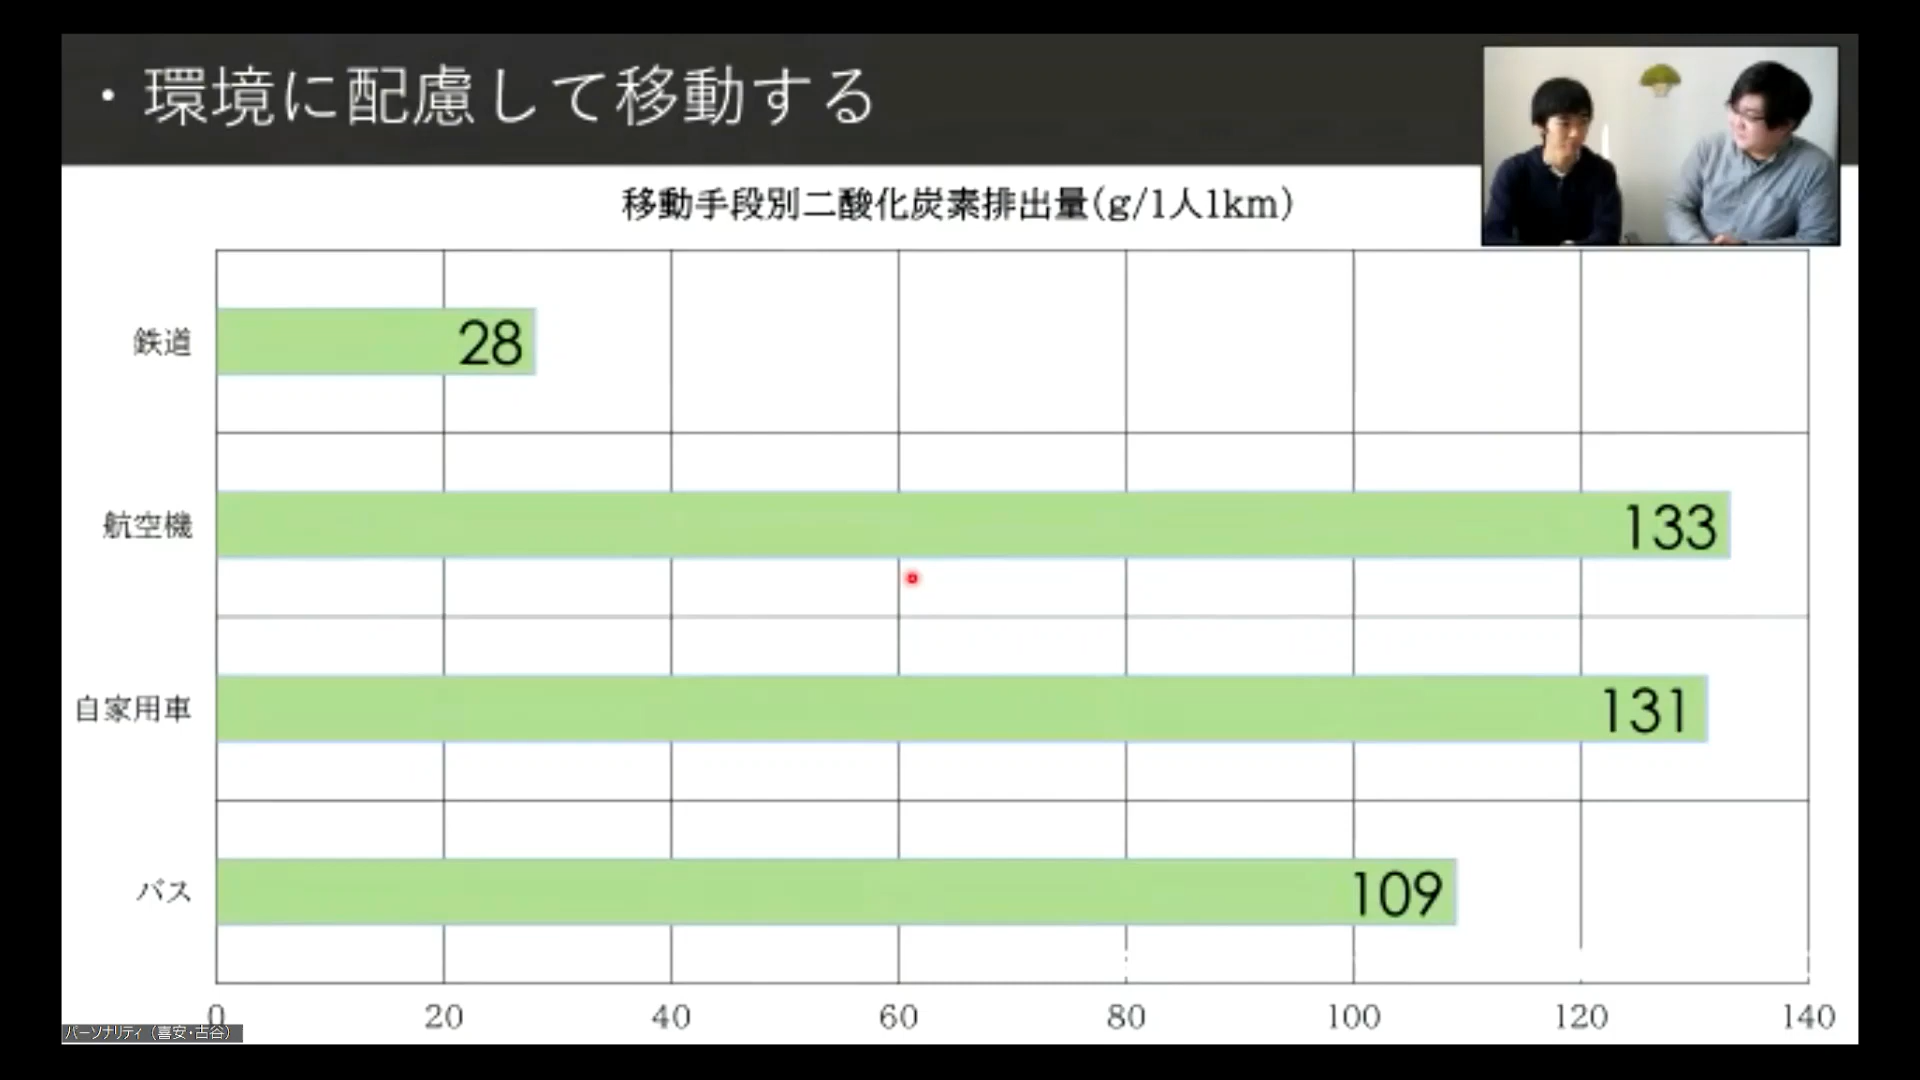 ・環境に配慮して移動する
移動手段別二酸化炭素排出量(g/1人1km)
鉄道
28
航空機
133
自家用車
131
バス
109
0
20
40
60
80
100
120
140
パーソナリティ（喜安・古谷）